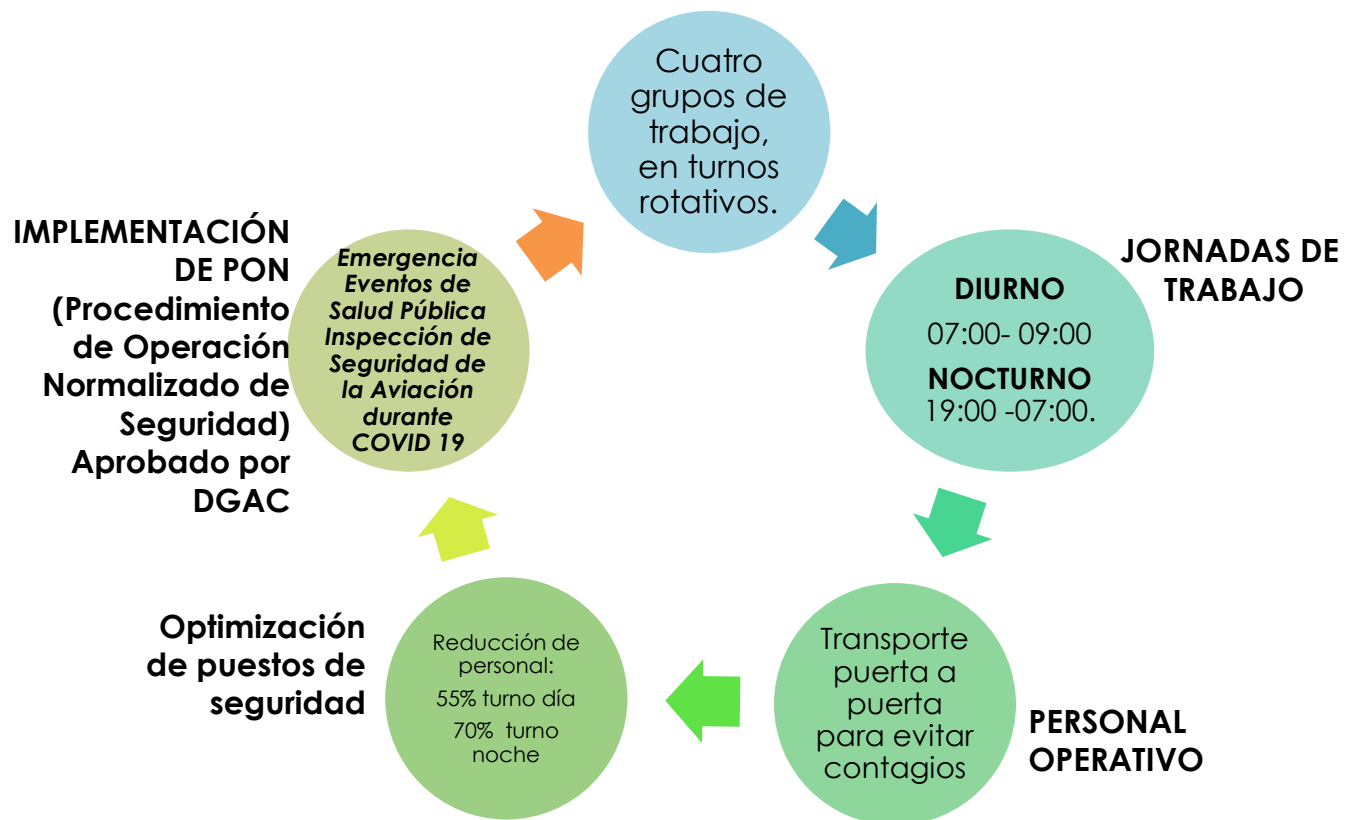 Cuatro
grupos de
trabajo,
en turnos
rotativos.
JORNADAS DE
TRABAJO
DIURNO
07:00- 09:00
NOCTURNO
19:00 -07:00.
Transporte
puerta a
puerta
para evitar
contagios
PERSONAL
OPERATIVO
Optimización
de puestos de
seguridad
Reducción de
personal:
55% turno día
70% turno
noche
IMPLEMENTACIÓN
DE PON
(Procedimiento
de Operación
Normalizado de
Seguridad)
Aprobado por
DGAC
Emergencia
Eventos de
Salud Pública
Inspección de
Seguridad de
la Aviación
durante
COVID 19